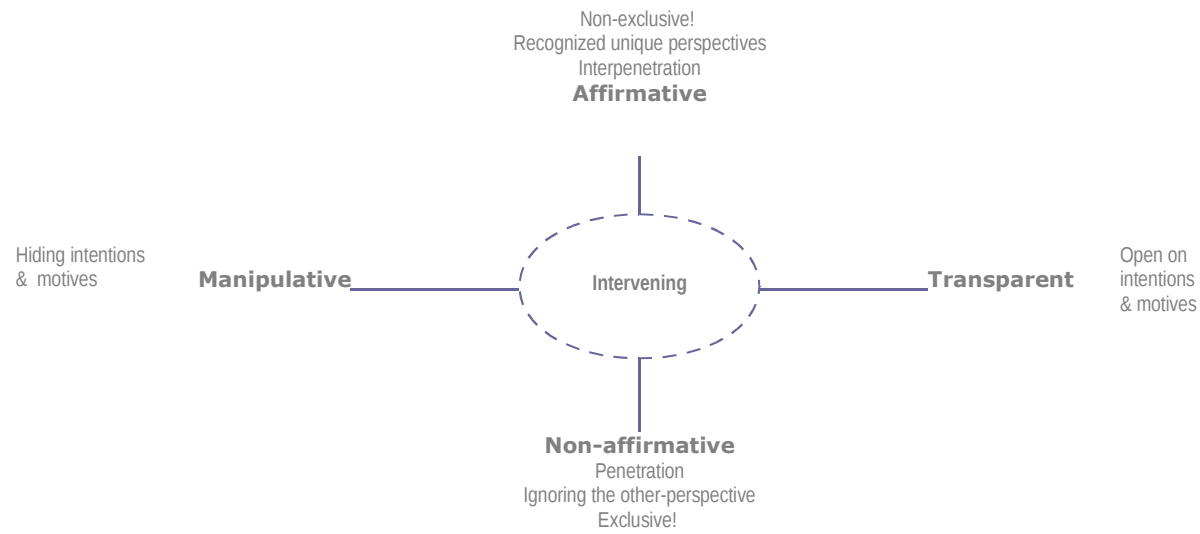 Non-exclusive!
Recognized unique perspectives
Interpenetration
Affirmative
Hiding intentions
& motives
Manipulative
Intervening
Transparent
Open on
intentions
& motives
Non-affirmative
Penetration
Ignoring the other-perspective
Exclusive!